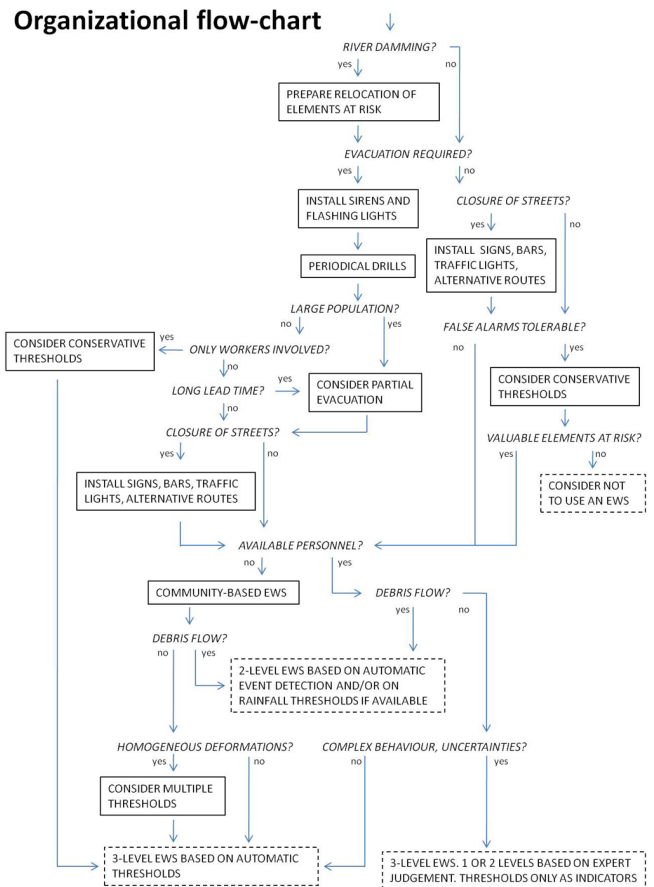 Organizational flow-chart
RIVER DAMMING?
yes
no
PREPARE RELOCATION OF
ELEMENTS AT RISK
EVACUATION REQUIRED?
yes
no
INSTALL SIRENS AND
FLASHING LIGHTS
CLOSURE OF STREETS?
yes
no
PERIODICAL DRILLS
INSTALL SIGNS, BARS,
TRAFFIC LIGHTS,
ALTERNATIVE ROUTES
LARGE POPULATION?
no
yes
FALSE ALARMS TOLERABLE?
no
yes
CONSIDER CONSERVATIVE
THRESHOLDS
yes
ONLY WORKERS INVOLVED?
no
LONG LEAD TIME?
yes
no
CONSIDER PARTIAL
EVACUATION
CONSIDER CONSERVATIVE
THRESHOLDS
CLOSURE OF STREETS?
yes
no
VALUABLE ELEMENTS AT RISK?
yes
no
INSTALL SIGNS, BARS, TRAFFIC
LIGHTS, ALTERNATIVE ROUTES
CONSIDER NOT
TO USE AN EWS
AVAILABLE PERSONNEL?
no
yes
COMMUNITY-BASED EWS
DEBRIS FLOW?
yes
no
DEBRIS FLOW?
no
yes
2-LEVEL EWS BASED ON AUTOMATIC
EVENT DETECTION AND/OR ON
RAINFALL THRESHOLDS IF AVAILABLE
HOMOGENEOUS DEFORMATIONS?
yes
no
COMPLEX BEHAVIOUR, UNCERTAINTIES?
no
yes
CONSIDER MULTIPLE
THRESHOLDS
3-LEVEL EWS BASED ON AUTOMATIC
THRESHOLDS
3-LEVEL EWS. 1 OR 2 LEVELS BASED ON EXPERT
JUDGEMENT. THRESHOLDS ONLY AS INDICATORS